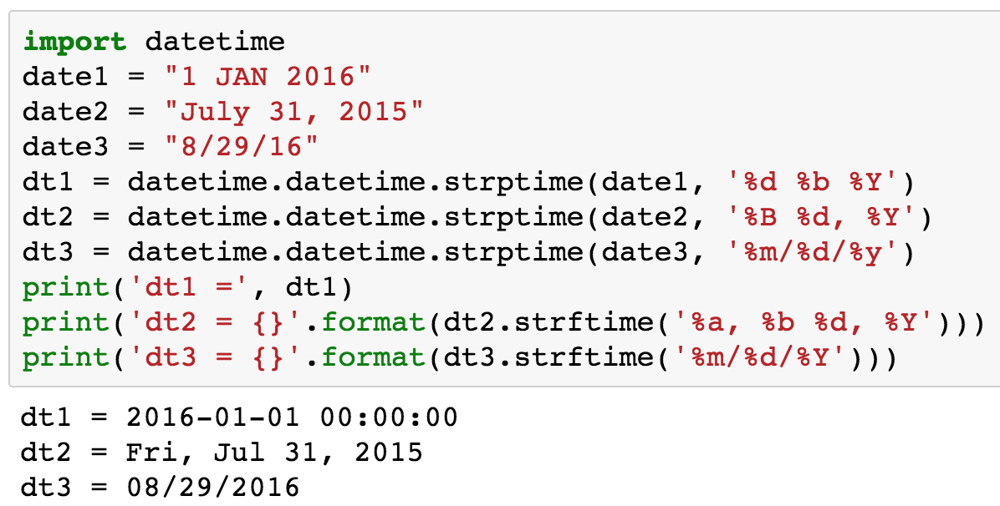 import datetime
date1 = "1 JAN 2016"
date2 = "July 31, 2015"
date3 = "8/29/16"
dt1 = datetime.datetime.strptime(date1, '%d %b %Y')
dt2 = datetime.datetime.strptime(date2, '%B %d, %Y')
dt3 = datetime.datetime.strptime(date3, '%m/%d/%y')
print('dt1 =', dt1)
print('dt2 = {}'.format(dt2.strftime('%a, %b %d, %Y')))
print('dt3 = {}'.format(dt3.strftime('%m/%d/%Y')))
dt1 = 2016-01-01 00:00:00
dt2 = Fri, Jul 31, 2015
dt3 = 08/29/2016